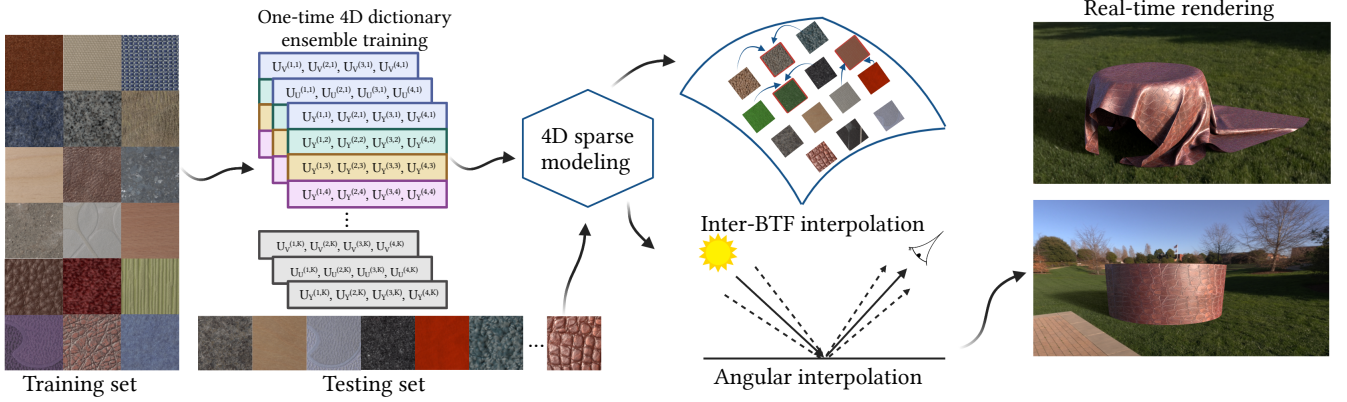 One-time 4D dictionary
ensemble training
U_V^(1,1), U_V^(2,1), U_V^(3,1), U_V^(4,1)
U_U^(1,1), U_U^(2,1), U_U^(3,1), U_U^(4,1)
U_Y^(1,1), U_Y^(2,1), U_Y^(3,1), U_Y^(4,1)
U_Y^(1,2), U_Y^(2,2), U_Y^(3,2), U_Y^(4,2)
U_Y^(1,3), U_Y^(2,3), U_Y^(3,3), U_Y^(4,3)
U_Y^(1,4), U_Y^(2,4), U_Y^(3,4), U_Y^(4,4)
⋮
U_V^(1,K), U_V^(2,K), U_V^(3,K), U_V^(4,K)
U_U^(1,K), U_U^(2,K), U_U^(3,K), U_U^(4,K)
U_Y^(1,K), U_Y^(2,K), U_Y^(3,K), U_Y^(4,K)
...
Training set
Testing set
4D sparse
modeling
Inter-BTF interpolation
Angular interpolation
Real-time rendering